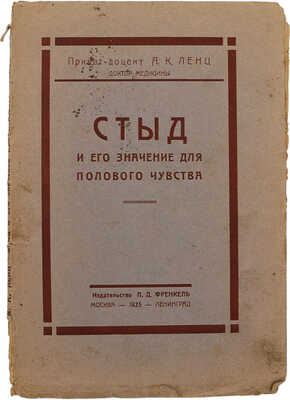 Приват-доцент А. К. ЛЕНЦ
ДОКТОР МЕДИЦИНЫ
СТЫД
И ЕГО ЗНАЧЕНИЕ ДЛЯ
ПОЛОВОГО ЧУВСТВА
Издательство Л. Д. ФРЕНКЕЛЬ
МОСКВА — 1925 — ЛЕНИНГРАД